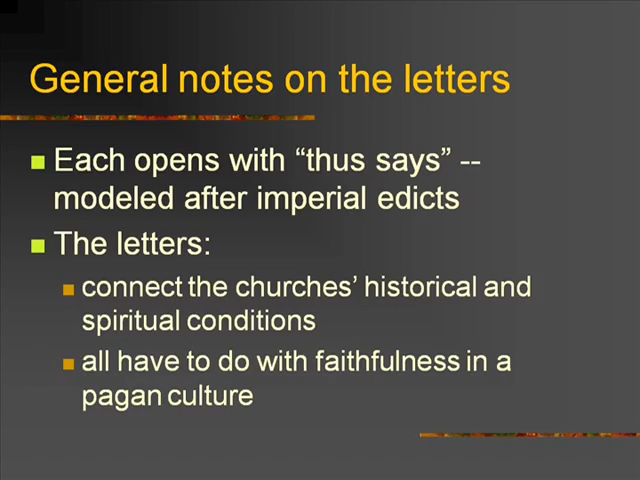 General notes on the letters
Each opens with “thus says” --
modeled after imperial edicts
The letters:
connect the churches’ historical and
spiritual conditions
all have to do with faithfulness in a
pagan culture